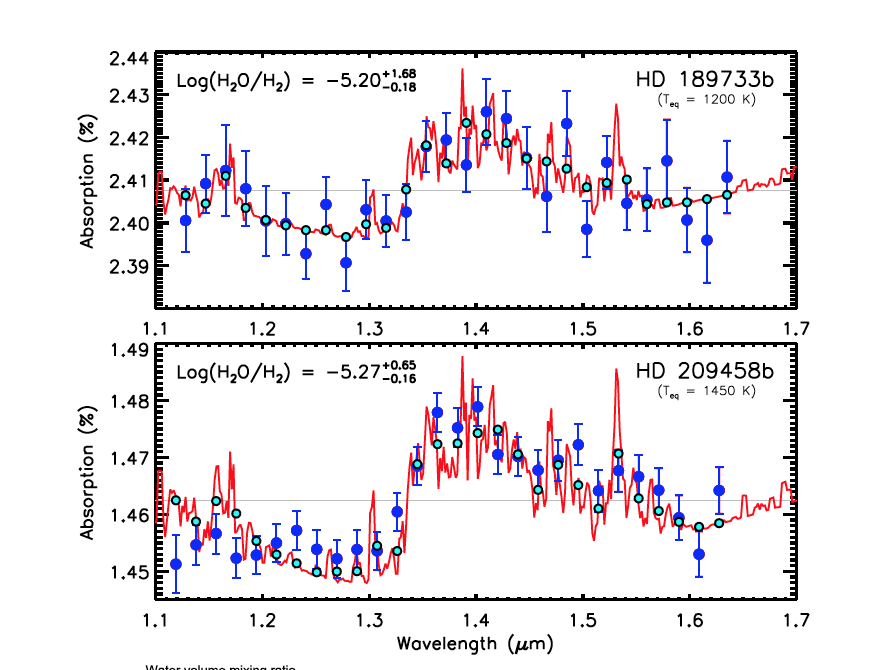 2.44
2.43
2.42
2.41
2.40
2.39
Absorption (%)
Log(H₂O/H₂) = −5.20 +1.68 −0.18
HD 189733b
(Teq = 1200 K)
1.1 1.2 1.3 1.4 1.5 1.6 1.7
1.49
1.48
1.47
1.46
1.45
Absorption (%)
Log(H₂O/H₂) = −5.27 +0.65 −0.16
HD 209458b
(Teq = 1450 K)
1.1 1.2 1.3 1.4 1.5 1.6 1.7
Wavelength (μm)
Water volume mixing ratio